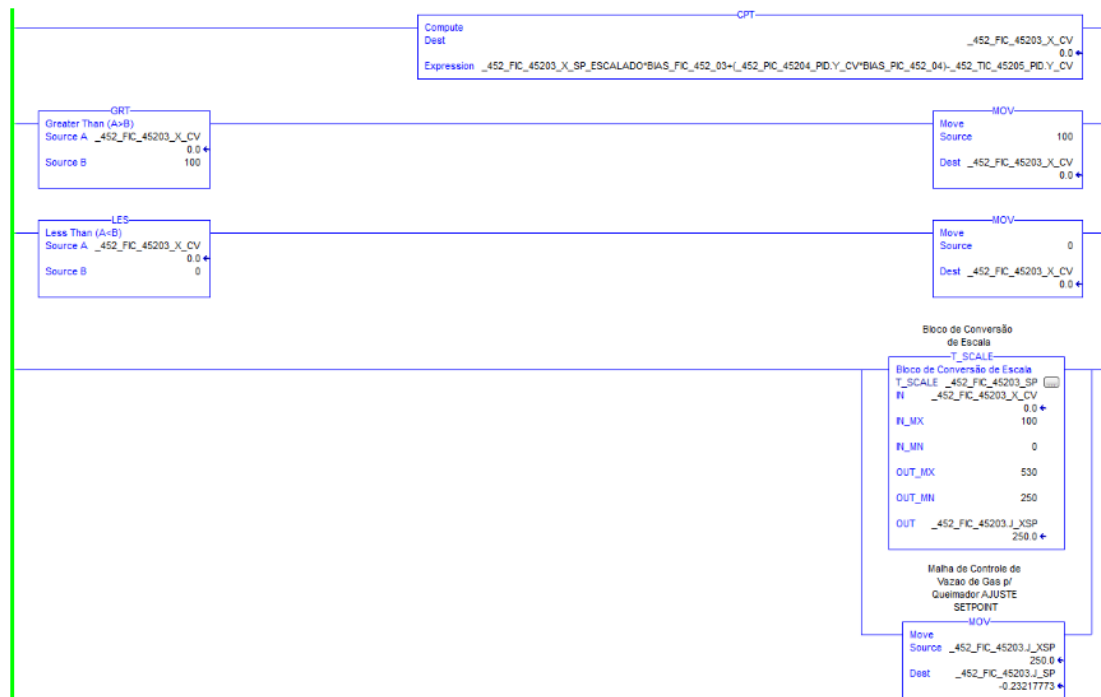 CPT
Compute
Dest _452_FIC_45203_X_CV
0.0
Expression _452_FIC_45203_X_SP_ESCALADO*BIAS_FIC_452_03+(_452_PIC_45204_PID.Y_CV*BIAS_PIC_452_04)-_452_TIC_45205_PID.Y_CV
GRT
Greater Than (A>B)
Source A _452_FIC_45203_X_CV
0.0
Source B 100
MOV
Move
Source 100
Dest _452_FIC_45203_X_CV
0.0
LES
Less Than (A<B)
Source A _452_FIC_45203_X_CV
0.0
Source B 0
MOV
Move
Source 0
Dest _452_FIC_45203_X_CV
0.0
Bloco de Conversão
de Escala
T_SCALE
Bloco de Conversão de Escala
T_SCALE _452_FIC_45203_SP ...
IN _452_FIC_45203_X_CV
0.0
IN_MX 100
IN_MN 0
OUT_MX 530
OUT_MN 250
OUT _452_FIC_45203.J_XSP
250.0
Malha de Controle de
Vazao de Gas p/
Queimador AJUSTE
SETPOINT
MOV
Move
Source _452_FIC_45203.J_XSP
250.0
Dest _452_FIC_45203.J_SP
-0.23217773